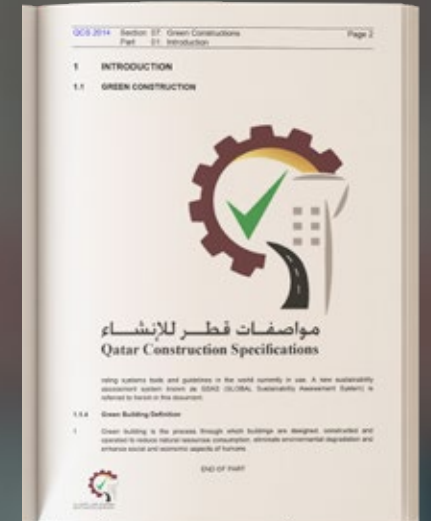 QCS 2014 Section 07: Green Constructions Page 2
Part 01: Introduction
1 INTRODUCTION
1.1 GREEN CONSTRUCTION
مواصفات قطر للإنشاء
Qatar Construction Specifications
rating systems tools and guidelines in the world currently in use. A new sustainability
assessment system known as GSAS (GLOBAL Sustainability Assessment System) is
referred to herein in this document.
1.1.4 Green Building Definition
1 Green building is the process through which buildings are designed, constructed and
operated to reduce natural resources consumption, eliminate environmental degradation and
enhance social and economic aspects of humans.
END OF PART